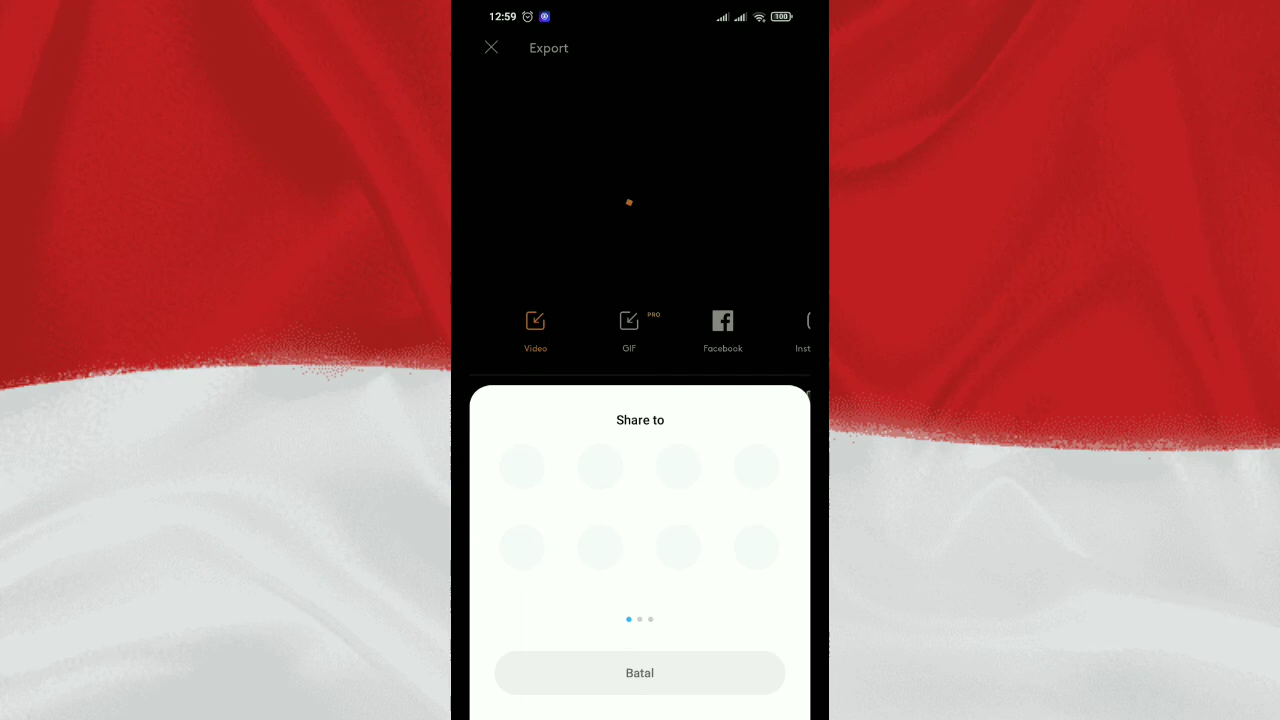 12:59
100
Export
Video
GIF
PRO
Facebook
Inst
Share to
Batal